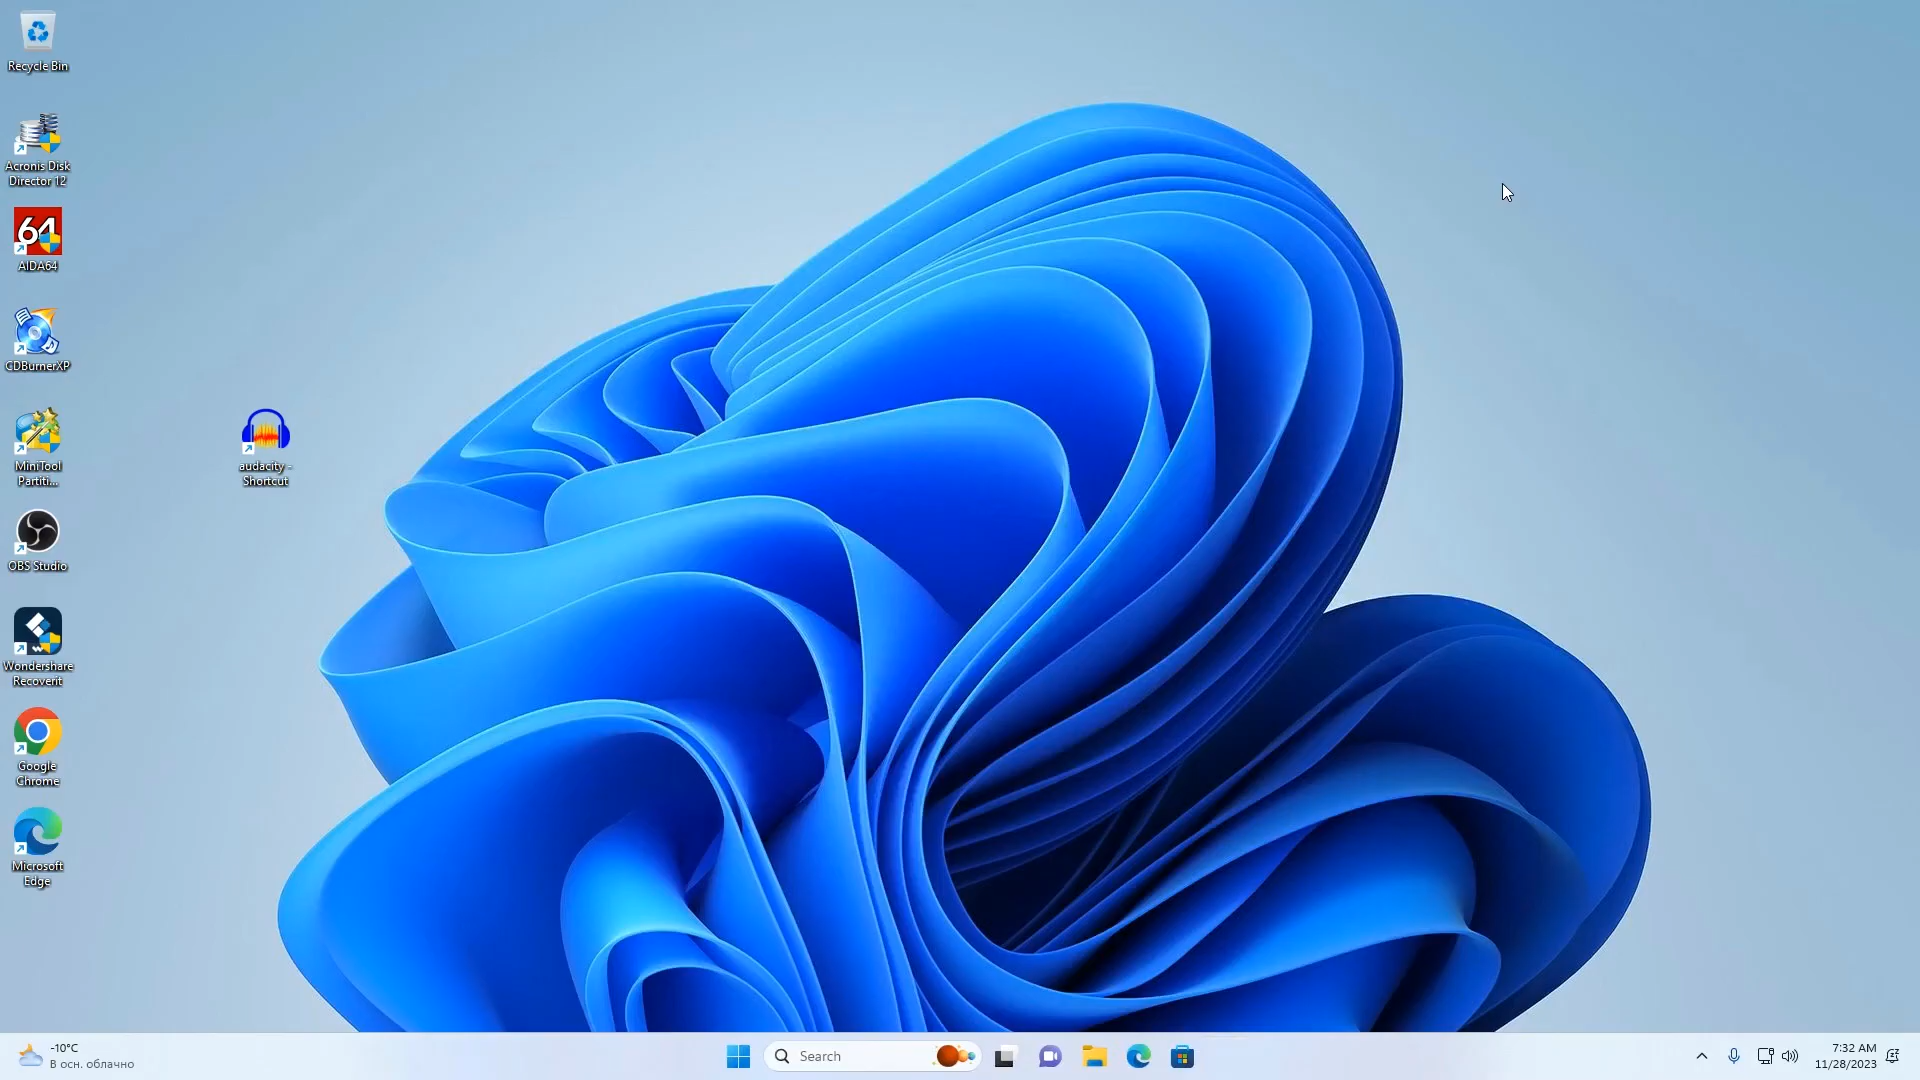 Recycle Bin
Acronis Disk
Director 12
64
AIDA64
CDBurnerXP
MiniTool
Partiti...
audacity -
Shortcut
OBS Studio
Wondershare
Recoverit
Google
Chrome
Microsoft
Edge
-10°C
В осн. облачно
Search
7:32 AM
11/28/2023